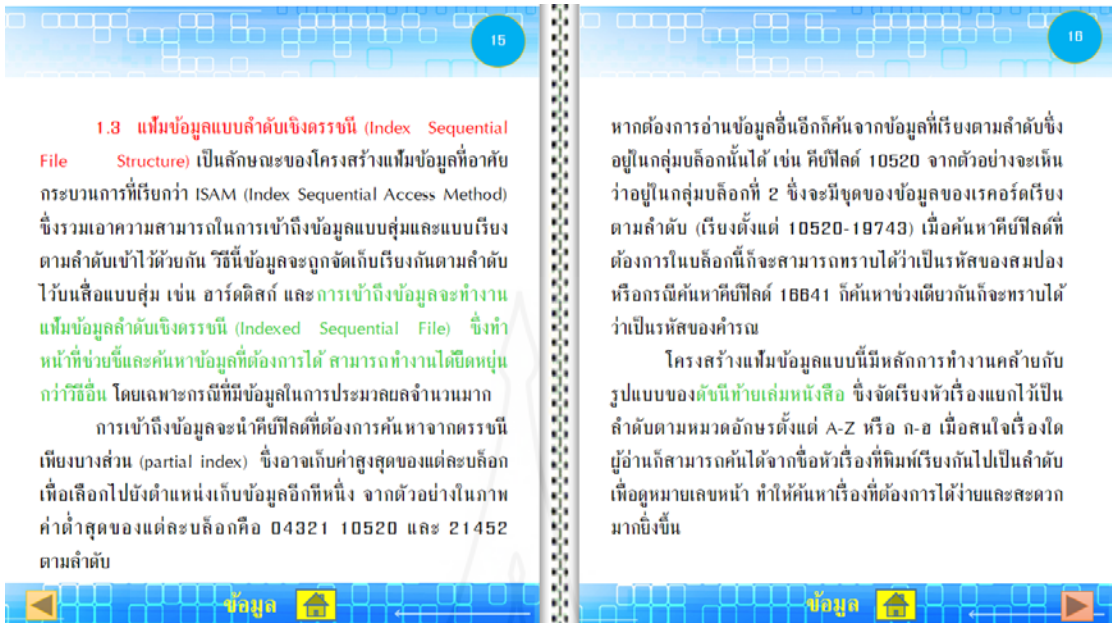 15
1.3 แฟ้มข้อมูลแบบลำดับเชิงดรรชนี (Index Sequential
File Structure) เป็นลักษณะของโครงสร้างแฟ้มข้อมูลที่อาศัย
กระบวนการที่เรียกว่า ISAM (Index Sequential Access Method)
ซึ่งรวมเอาความสามารถในการเข้าถึงข้อมูลแบบสุ่มและแบบเรียง
ตามลำดับเข้าไว้ด้วยกัน วิธีนี้ข้อมูลจะถูกจัดเก็บเรียงกันตามลำดับ
ไว้บนสื่อแบบสุ่ม เช่น ฮาร์ดดิสก์ และการเข้าถึงข้อมูลจะทำงาน
แฟ้มข้อมูลลำดับเชิงดรรชนี (Indexed Sequential File) ซึ่งทำ
หน้าที่ช่วยชี้และค้นหาข้อมูลที่ต้องการได้ สามารถทำงานได้ยืดหยุ่น
กว่าวิธีอื่น โดยเฉพาะกรณีที่มีข้อมูลในการประมวลผลจำนวนมาก
การเข้าถึงข้อมูลจะนำคีย์ฟิลด์ที่ต้องการค้นหาจากดรรชนี
เพียงบางส่วน (partial index) ซึ่งอาจเก็บค่าสูงสุดของแต่ละบล็อก
เพื่อเลือกไปยังตำแหน่งเก็บข้อมูลอีกทีหนึ่ง จากตัวอย่างในภาพ
ค่าต่ำสุดของแต่ละบล็อกคือ 04321 10520 และ 21452
ตามลำดับ
ข้อมูล
16
หากต้องการอ่านข้อมูลอื่นอีกก็ค้นจากข้อมูลที่เรียงตามลำดับซึ่ง
อยู่ในกลุ่มบล็อกนั้นได้ เช่น คีย์ฟิลด์ 10520 จากตัวอย่างจะเห็น
ว่าอยู่ในกลุ่มบล็อกที่ 2 ซึ่งจะมีชุดของข้อมูลของเรคอร์ดเรียง
ตามลำดับ (เรียงตั้งแต่ 10520-19743) เมื่อค้นหาคีย์ฟิลด์ที่
ต้องการในบล็อกนี้ก็จะสามารถทราบได้ว่าเป็นรหัสของสมปอง
หรือกรณีค้นหาคีย์ฟิลด์ 16641 ก็ค้นหาช่วงเดียวกันก็จะทราบได้
ว่าเป็นรหัสของคำรณ
โครงสร้างแฟ้มข้อมูลแบบนี้มีหลักการทำงานคล้ายกับ
รูปแบบของดัชนีท้ายเล่มหนังสือ ซึ่งจัดเรียงหัวเรื่องแยกไว้เป็น
ลำดับตามหมวดอักษรตั้งแต่ A-Z หรือ ก-ฮ เมื่อสนใจเรื่องใด
ผู้อ่านก็สามารถค้นได้จากชื่อหัวเรื่องที่พิมพ์เรียงกันไปเป็นลำดับ
เพื่อดูหมายเลขหน้า ทำให้ค้นหาเรื่องที่ต้องการได้ง่ายและสะดวก
มากยิ่งขึ้น
ข้อมูล